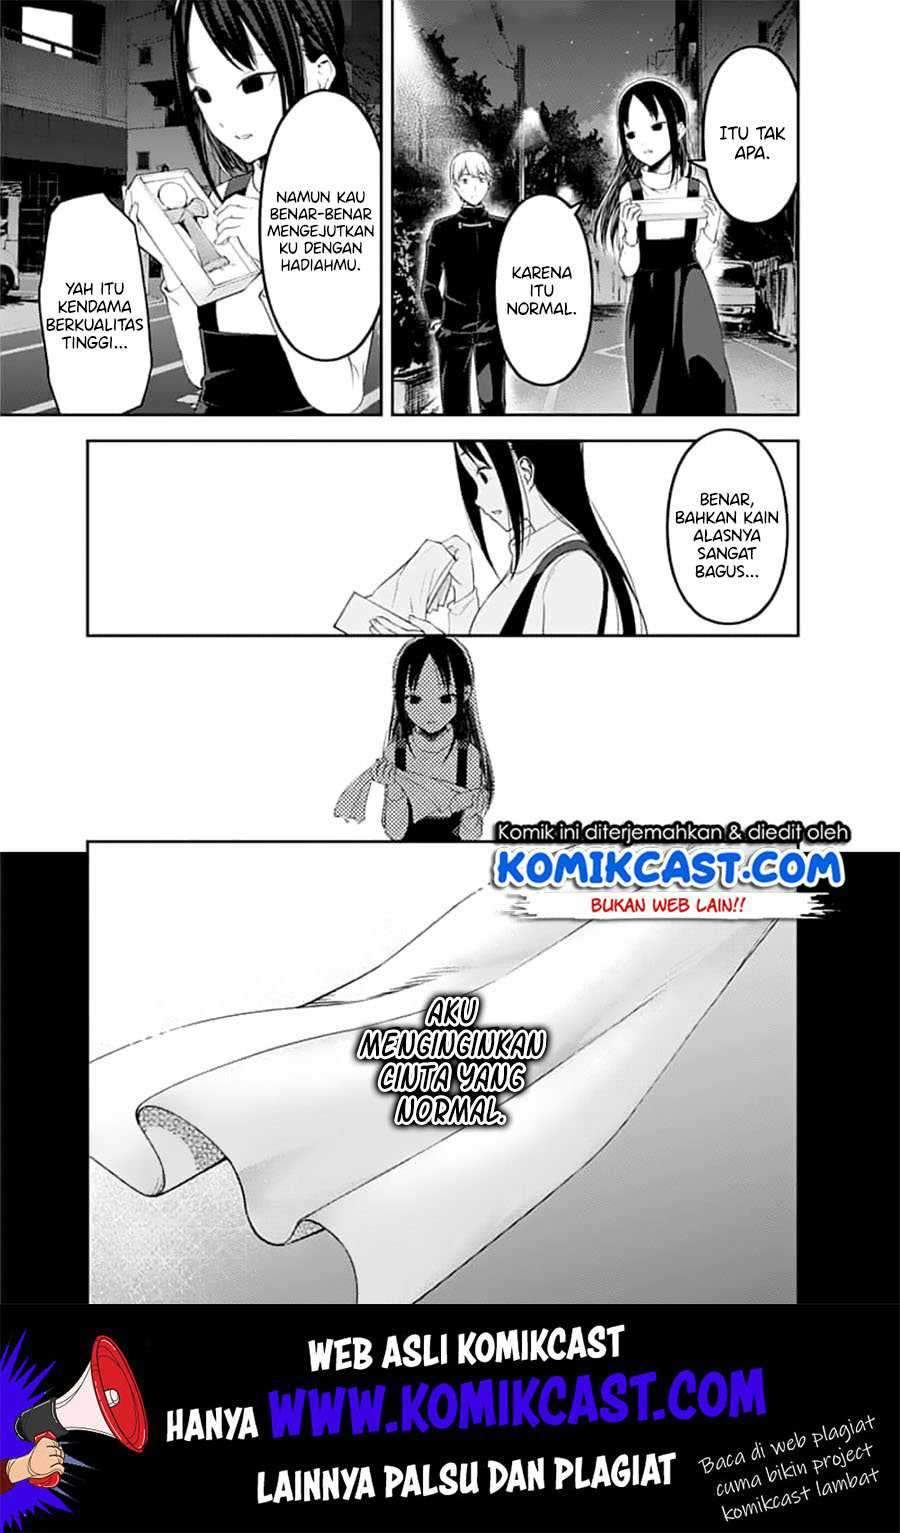 ITU TAK
APA.
KARENA
ITU
NORMAL.
NAMUN KAU
BENAR-BENAR
MENGEJUTKAN
KU DENGAN
HADIAHMU.
YAH ITU
KENDAMA
BERKUALITAS
TINGGI...
BENAR,
BAHKAN KAIN
ALASNYA
SANGAT
BAGUS...
Komik ini diterjemahkan & diedit oleh
KOMIKCAST.COM
BUKAN WEB LAIN!!
AKU
MENGINGINKAN
CINTA YANG
NORMAL.
WEB ASLI KOMIKCAST
HANYA WWW.KOMIKCAST.COM
LAINNYA PALSU DAN PLAGIAT
Baca di web plagiat
cuma bikin project
komikcast lambat